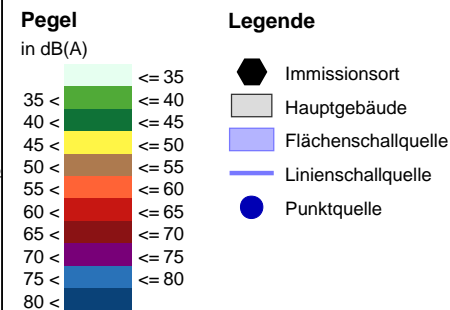 Pegel
in dB(A)
<= 35
35 < <= 40
40 < <= 45
45 < <= 50
50 < <= 55
55 < <= 60
60 < <= 65
65 < <= 70
70 < <= 75
75 < <= 80
80 <
Legende
Immissionsort
Hauptgebäude
Flächenschallquelle
Linienschallquelle
Punktquelle